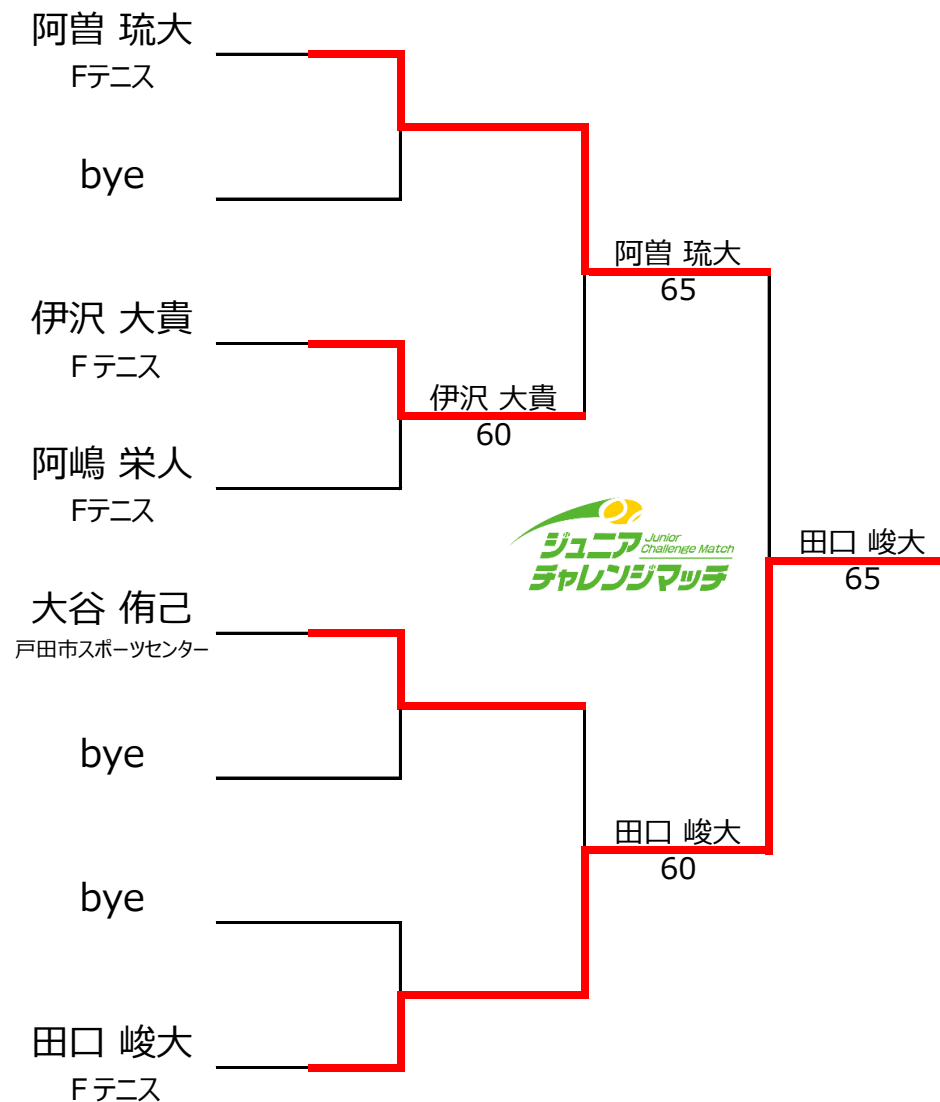 阿曽 琉大
Fテニス
bye
阿曽 琉大
65
伊沢 大貴
F テニス
伊沢 大貴
60
阿嶋 栄人
Fテニス
ジュニア Junior Challenge Match
チャレンジマッチ
田口 峻大
65
大谷 侑己
戸田市スポーツセンター
bye
田口 峻大
60
bye
田口 峻大
F テニス